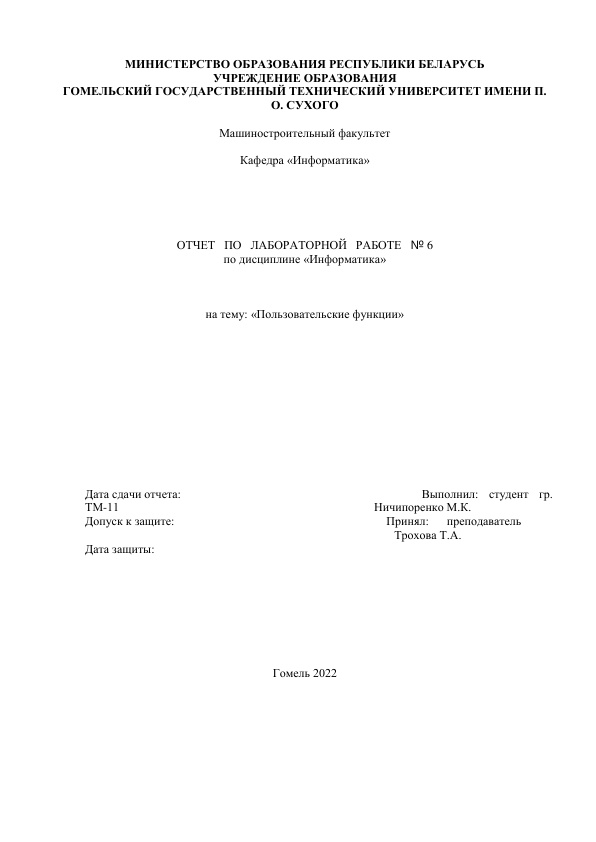 МИНИСТЕРСТВО ОБРАЗОВАНИЯ РЕСПУБЛИКИ БЕЛАРУСЬ
УЧРЕЖДЕНИЕ ОБРАЗОВАНИЯ
ГОМЕЛЬСКИЙ ГОСУДАРСТВЕННЫЙ ТЕХНИЧЕСКИЙ УНИВЕРСИТЕТ ИМЕНИ П.
О. СУХОГО
Машиностроительный факультет
Кафедра «Информатика»
ОТЧЕТ ПО ЛАБОРАТОРНОЙ РАБОТЕ № 6
по дисциплине «Информатика»
на тему: «Пользовательские функции»
Дата сдачи отчета: Выполнил: студент гр.
ТМ-11 Ничипоренко М.К.
Допуск к защите: Принял: преподаватель
Трохова Т.А.
Дата защиты:
Гомель 2022